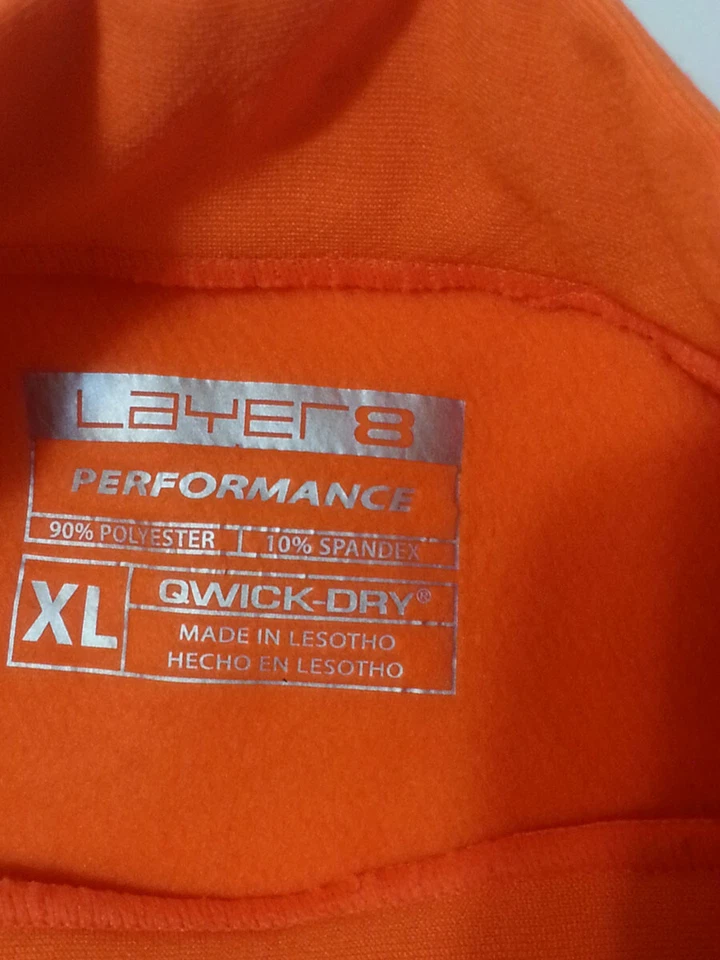 Layer8
PERFORMANCE
90% POLYESTER 10% SPANDEX
XL
QWICK-DRY®
MADE IN LESOTHO
HECHO EN LESOTHO